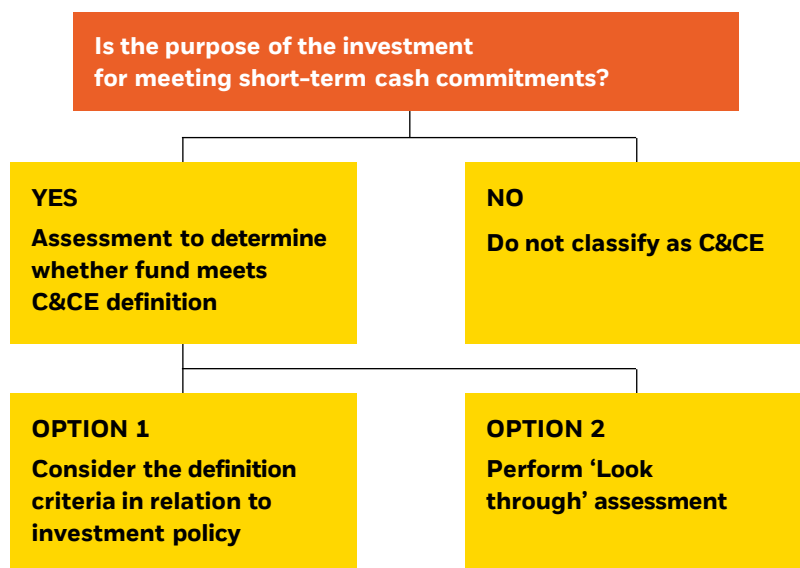 Is the purpose of the investment
for meeting short-term cash commitments?
YES
Assessment to determine
whether fund meets
C&CE definition
NO
Do not classify as C&CE
OPTION 1
Consider the definition
criteria in relation to
investment policy
OPTION 2
Perform ‘Look
through’ assessment